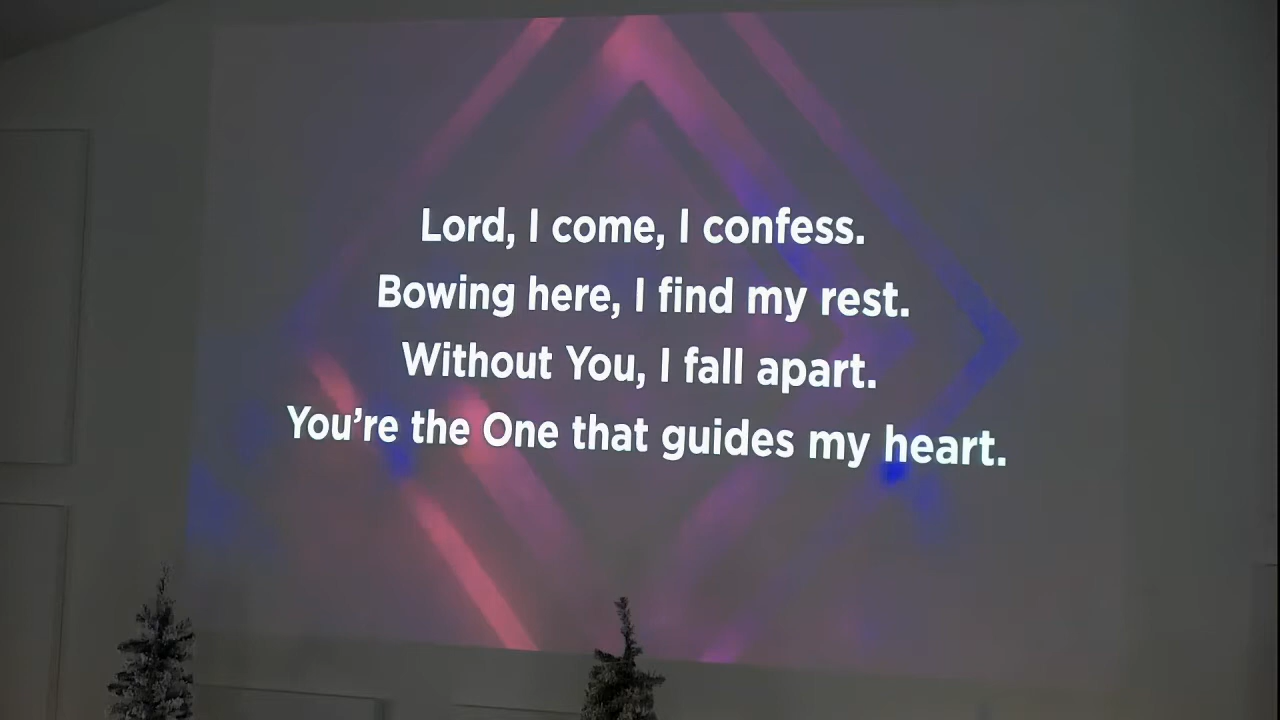 Lord, I come, I confess.
Bowing here, I find my rest.
Without You, I fall apart.
You’re the One that guides my heart.